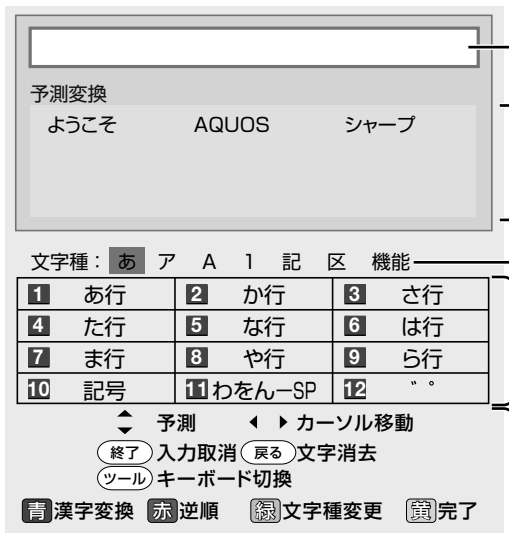 予測変換
ようこそ AQUOS シャープ
文字種： あ ア A 1 記 区 機能
1 あ行 2 か行 3 さ行
4 た行 5 な行 6 は行
7 ま行 8 や行 9 ら行
10 記号 11 わをんーSP 12 ゛゜
予測 カーソル移動
終了 入力取消 戻る 文字消去
ツール キーボード切換
青 漢字変換 赤 逆順 緑 文字種変更 黄 完了